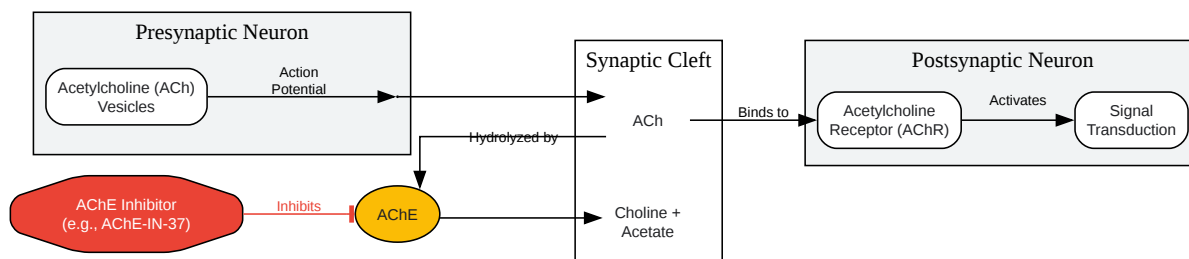 Presynaptic Neuron
Acetylcholine (ACh)
Vesicles
Action
Potential
Synaptic Cleft
ACh
Hydrolyzed by
Binds to
Postsynaptic Neuron
Acetylcholine
Receptor (AChR)
Activates
Signal
Transduction
AChE Inhibitor
(e.g., AChE-IN-37)
Inhibits
AChE
Choline +
Acetate